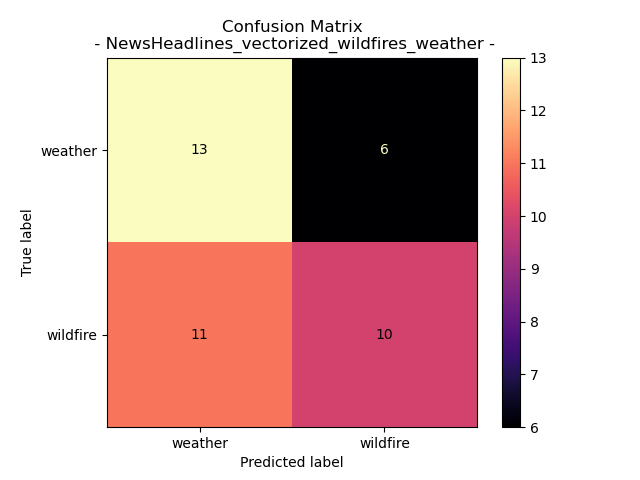 Confusion Matrix
- NewsHeadlines_vectorized_wildfires_weather -
True label
weather
wildfire
13
6
11
10
weather
wildfire
Predicted label
13
12
11
10
9
8
7
6